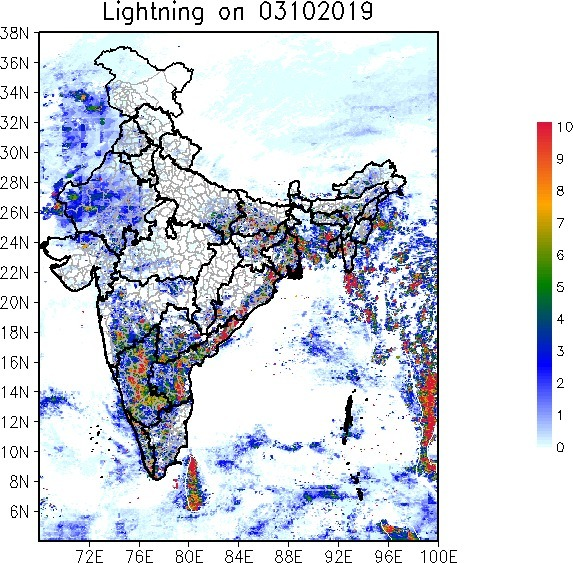 Lightning on 03102019
38N
36N
34N
32N
30N
28N
26N
24N
22N
20N
18N
16N
14N
12N
10N
8N
6N
72E 76E 80E 84E 88E 92E 96E 100E
10
9
8
7
6
5
4
3
2
1
0